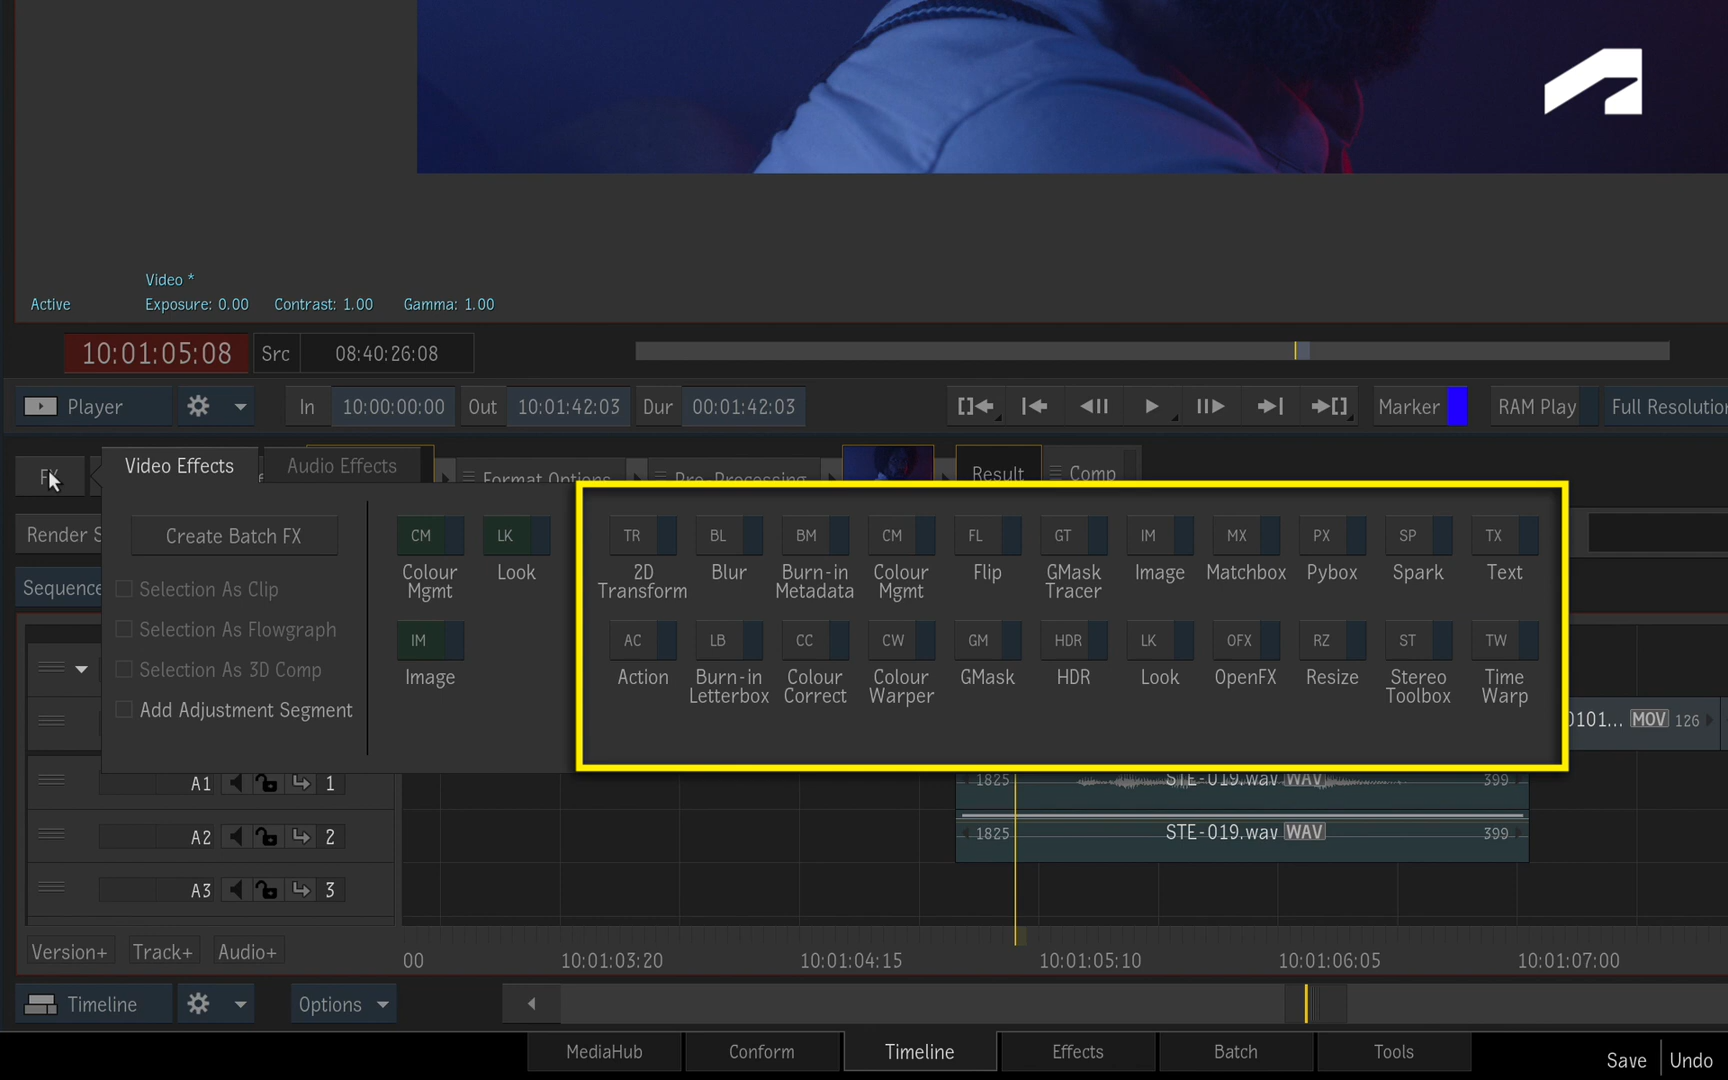 Video *
Active
Exposure: 0.00 Contrast: 1.00 Gamma: 1.00
10:01:05:08 Src 08:40:26:08
Player In 10:00:00:00 Out 10:01:42:03 Dur 00:01:42:03 Marker RAM Play Full Resolution
Video Effects Audio Effects Format Options Pre-Processing Result Comp
Render S
Create Batch FX
CM LK TR BL BM CM FL GT IM MX PX SP TX
Colour Mgmt Look 2D Transform Blur Burn-in Metadata Colour Mgmt Flip GMask Tracer Image Matchbox Pybox Spark Text
Sequence
Selection As Clip
Selection As Flowgraph
IM AC LB CC CW GM HDR LK OFX RZ ST TW
Image Action Burn-in Letterbox Colour Correct Colour Warper GMask HDR Look OpenFX Resize Stereo Toolbox Time Warp
Selection As 3D Comp
Add Adjustment Segment
0101... MOV 126
A1 1 1825 STE-019.wav WAV 399
A2 2 1825 STE-019.wav WAV 399
A3 3
Version+ Track+ Audio+
00 10:01:03:20 10:01:04:15 10:01:05:10 10:01:06:05 10:01:07:00
Timeline Options
MediaHub Conform Timeline Effects Batch Tools Save Undo